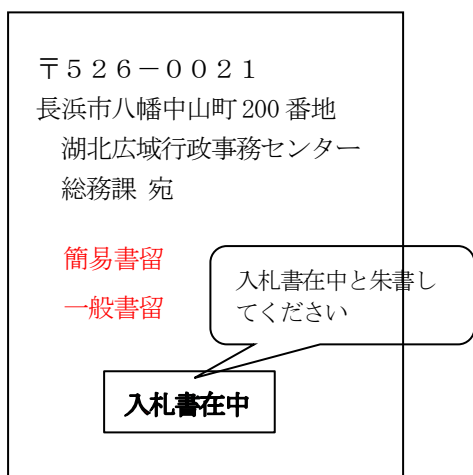 〒５２６－００２１
長浜市八幡中山町 200 番地
湖北広域行政事務センター
総務課 宛
簡易書留
一般書留
入札書在中と朱書し
てください
入札書在中